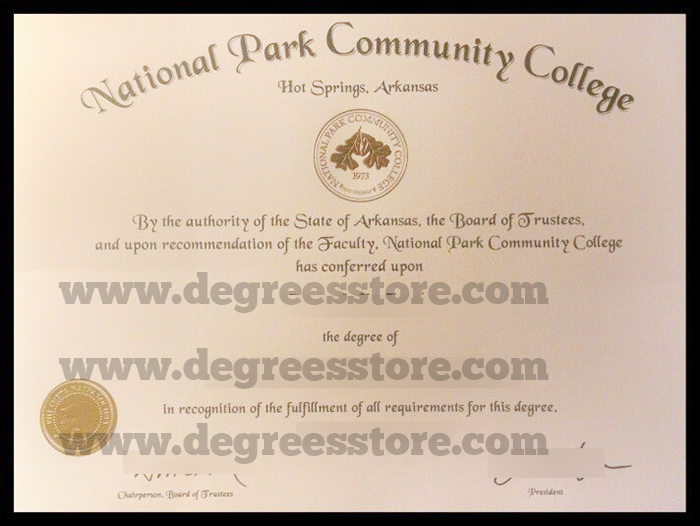 National Park Community College
Hot Springs, Arkansas
NATIONAL PARK COMMUNITY COLLEGE
1973
By the authority of the State of Arkansas, the Board of Trustees,
and upon recommendation of the Faculty, National Park Community College
has conferred upon
www.degreesstore.com
the degree of
www.degreesstore.com
in recognition of the fulfillment of all requirements for this degree.
www.degreesstore.com
Chairperson, Board of Trustees
President